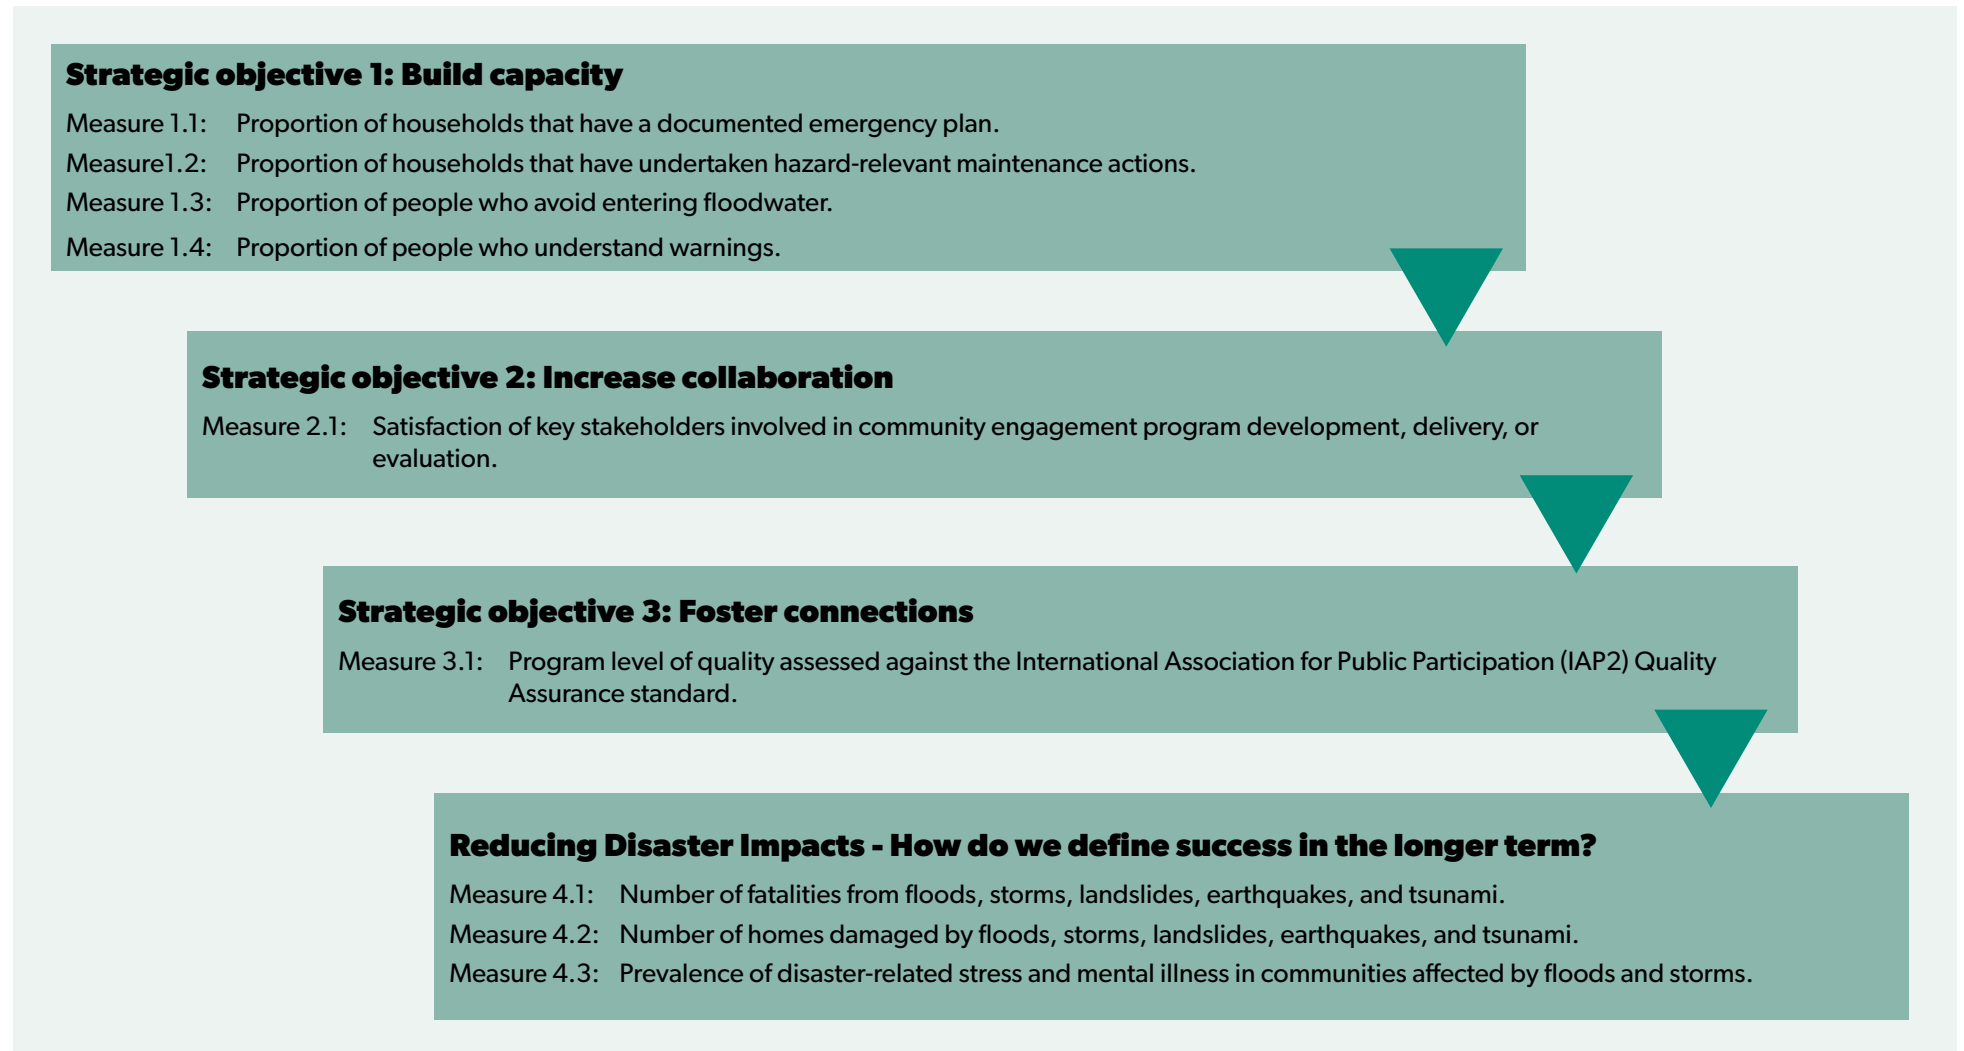 Strategic objective 1: Build capacity
Measure 1.1: Proportion of households that have a documented emergency plan.
Measure1.2: Proportion of households that have undertaken hazard-relevant maintenance actions.
Measure 1.3: Proportion of people who avoid entering floodwater.
Measure 1.4: Proportion of people who understand warnings.
Strategic objective 2: Increase collaboration
Measure 2.1: Satisfaction of key stakeholders involved in community engagement program development, delivery, or
evaluation.
Strategic objective 3: Foster connections
Measure 3.1: Program level of quality assessed against the International Association for Public Participation (IAP2) Quality
Assurance standard.
Reducing Disaster Impacts - How do we define success in the longer term?
Measure 4.1: Number of fatalities from floods, storms, landslides, earthquakes, and tsunami.
Measure 4.2: Number of homes damaged by floods, storms, landslides, earthquakes, and tsunami.
Measure 4.3: Prevalence of disaster-related stress and mental illness in communities affected by floods and storms.